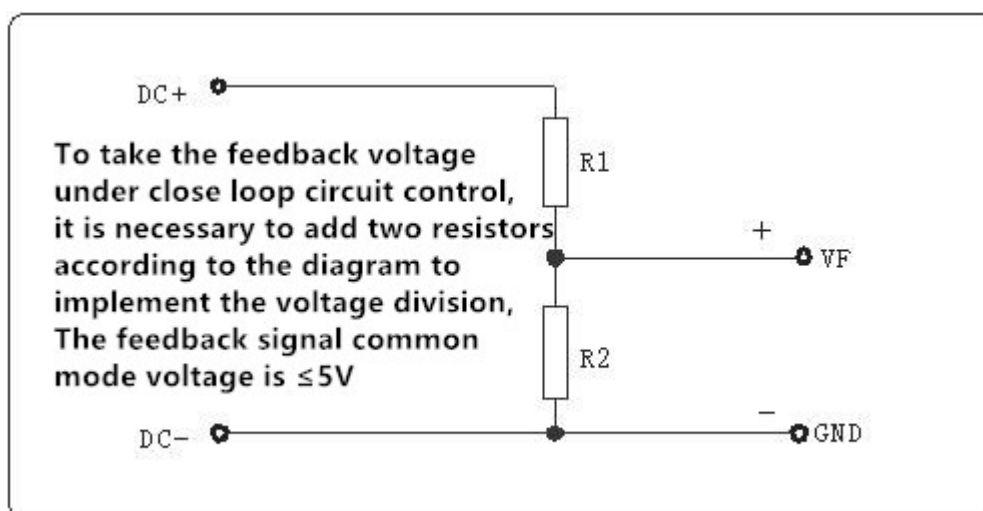 DC+
To take the feedback voltage
under close loop circuit control,
it is necessary to add two resistors
according to the diagram to
implement the voltage division,
The feedback signal common
mode voltage is ≤5V
R1
+
VF
R2
DC−
−
GND